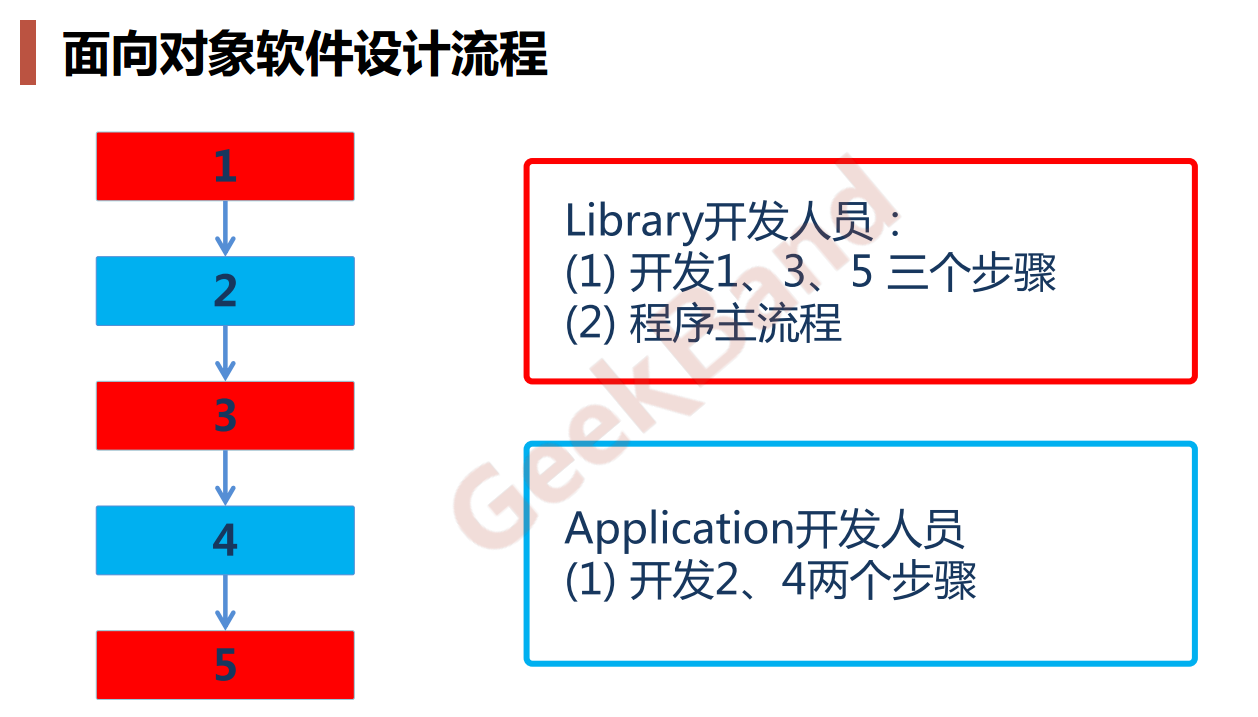 面向对象软件设计流程
1
2
3
4
5
Library开发人员：
(1) 开发1、3、5 三个步骤
(2) 程序主流程
Application开发人员
(1) 开发2、4两个步骤
GeekBand